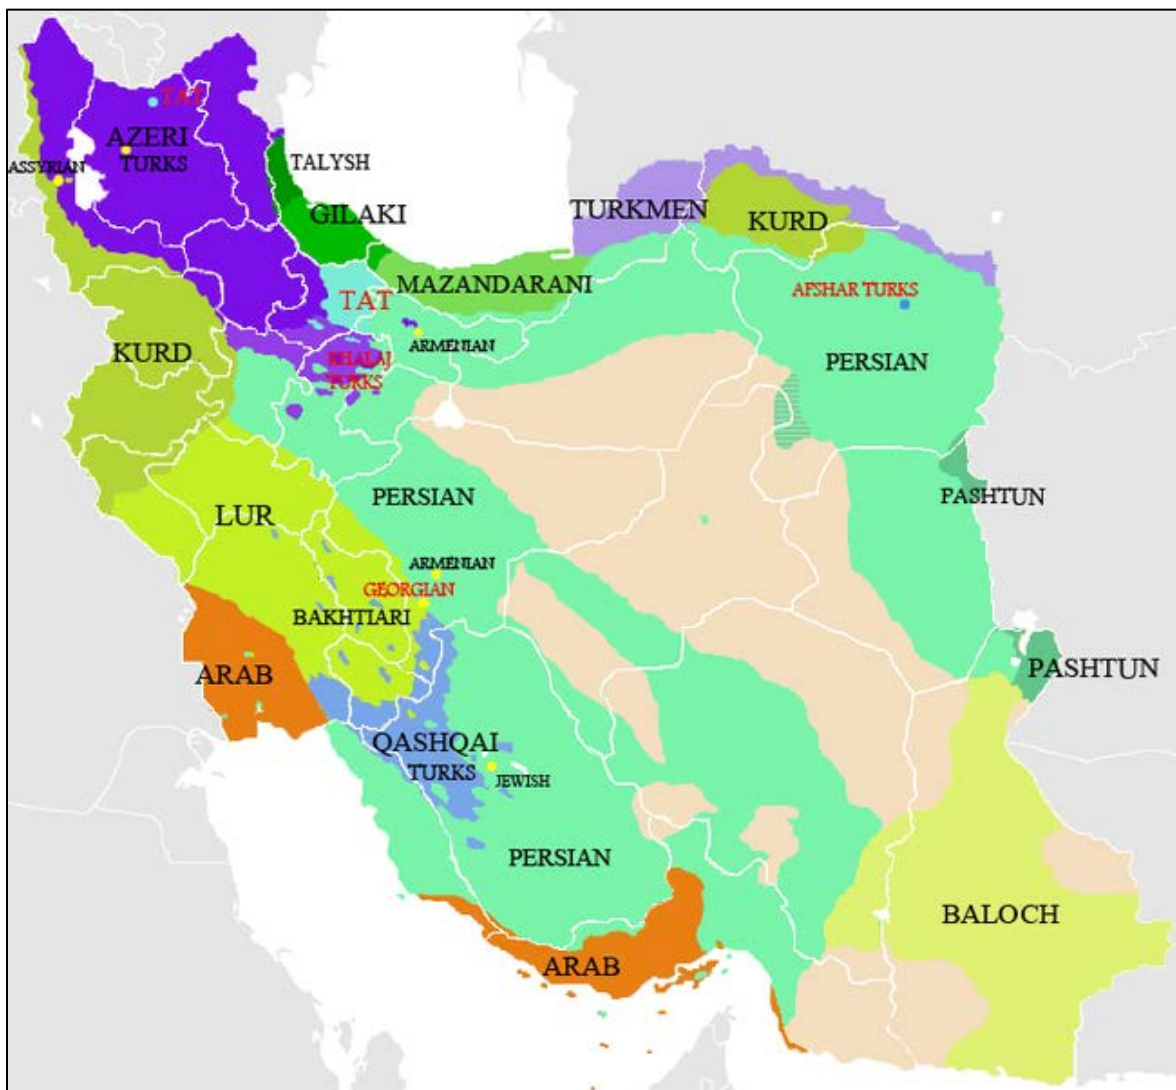 TAT
AZERI
TURKS
ASSYRIAN
TALYSH
GILAKI
TURKMEN
KURD
MAZANDARANI
TAT
AFSHAR TURKS
ARMENIAN
KURD
KHALAJ
TURKS
PERSIAN
PERSIAN
PASHTUN
LUR
ARMENIAN
GEORGIAN
BAKHTIARI
ARAB
PASHTUN
QASHQAI
TURKS
JEWISH
PERSIAN
BALOCH
ARAB